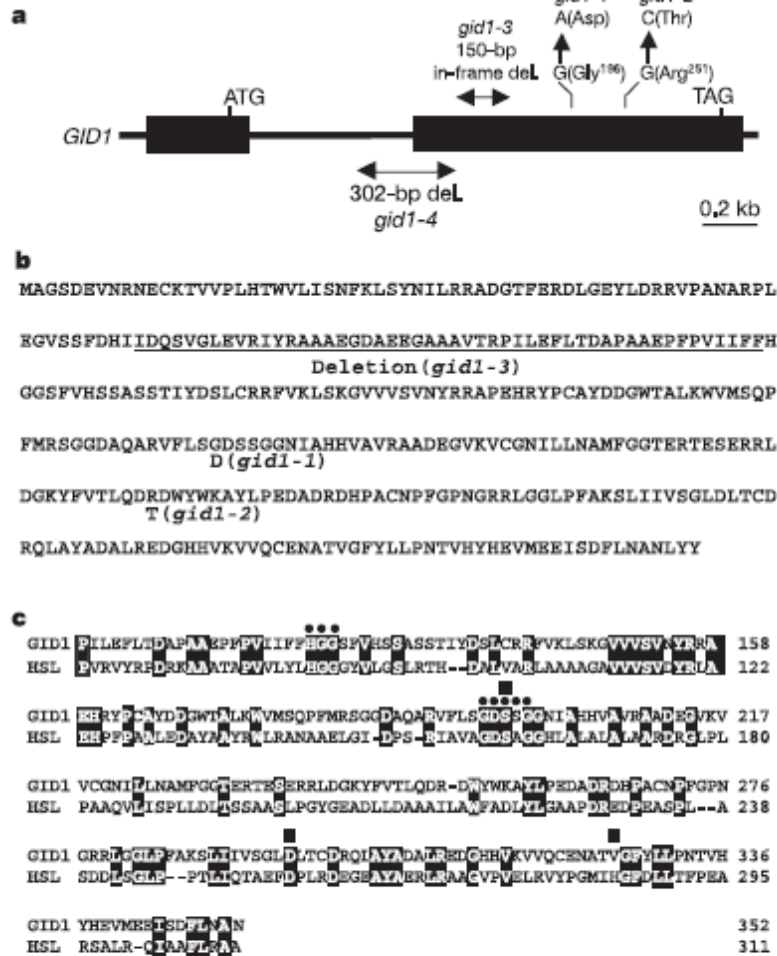 a
gid1-3
150-bp
in-frame deL
A(Asp)
C(Thr)
G(Gly196)
G(Arg251)
ATG
TAG
GID1
302-bp deL
gid1-4
0.2 kb
b
MAGSDEVNRNECKTVVPLHTWVLISNFKLSYNILRRADGTFERDLGEYLDRRVPANARPL
EGVSSFDHIIDQSVGLEVRIYRAAAEGDAEEGAAAVTRPILEFLTDAPAAEPFPVIIFFH
Deletion(gid1-3)
GGSFVHSSASSTIYDSLCRRFVKLSKGVVVSVNYRRAPEHRYPCAYDDGWTALKWVMSQP
FMRSGGDAQARVFLSGDSSGGNIAHHVAVRAADEGVKVCGNILLNAMFGGTERTESERRL
D(gid1-1)
DGKYFVTLQDRDWYWKAYLPEDADRDHPACNPFGPNGRRLGGLPFAKSLIIVSGLDLTCD
T(gid1-2)
RQLAYADALREDGHHVKVVQCENATVGFYLLPNTVHYHEVMEEISDFLNANLYY
c
GID1 PILEFLTDAPAAEPFPVIIFFHGGSFVHSSASSTIYDSLCRRFVKLSKGVVVSVNYRRA 158
HSL PVRVYRPDRKAAATAPVVLYLHGGGYVLGSLRTH--DALVARLAAAAGAVVVSVDYRLA 122
GID1 EHRYPCAYDDGWTALKWVMSQPFMRSGGDAQARVFLSGDSSGGNIAHHVAVRAADEGVKV 217
HSL EHPFPAALEDAYAAYRWLRANAAELGI-DPS-RIAVAGDSAGGHLALALALAARDRGLPL 180
GID1 VCGNILLNAMFGGTERTESERRLDGKYFVTLQDR-DWYWKAYLPEDADRDHPACNPFGPN 276
HSL PAAQVLISPLLDLTSSAASLPGYGEADLLDAAAILAWFADLYLGAAPDREDPEASPL--A 238
GID1 GRRLGGLPFAKSLIIVSGLDLTCDRQLAYADALREDGHHVKVVQCENATVGFYLLPNTVH 336
HSL SDDLSGLP--PTLIQTAEFDPLRDEGEAYAERLRAAGVPVELRVYPGMIHGFDLLTFPEA 295
GID1 YHEVMEEISDFLNAN 352
HSL RSALR-QIAAFLRAA 311